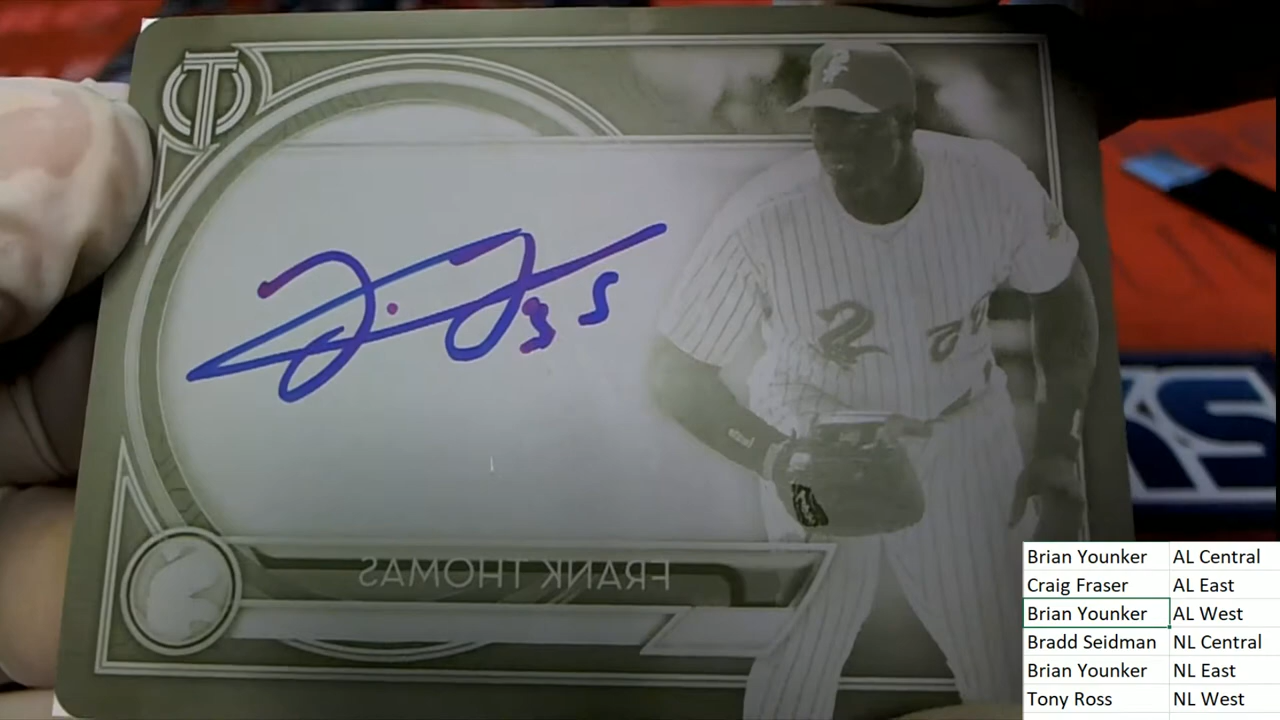 T
35
FRANK THOMAS
Brian Younker AL Central
Craig Fraser AL East
Brian Younker AL West
Bradd Seidman NL Central
Brian Younker NL East
Tony Ross NL West